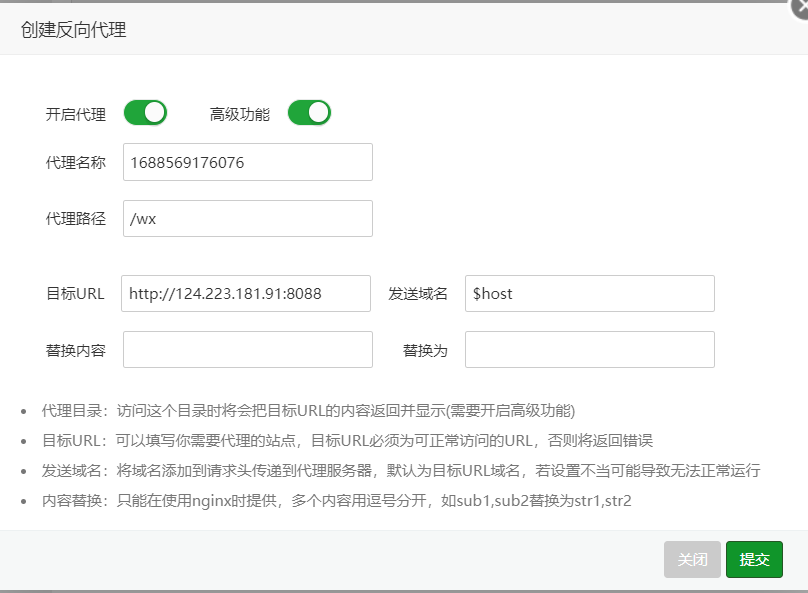 创建反向代理
开启代理 高级功能
代理名称 1688569176076
代理路径 /wx
目标URL http://124.223.181.91:8088 发送域名 $host
替换内容 替换为
代理目录：访问这个目录时将会把目标URL的内容返回并显示(需要开启高级功能)
目标URL：可以填写你需要代理的站点，目标URL必须为可正常访问的URL，否则将返回错误
发送域名：将域名添加到请求头传递到代理服务器，默认为目标URL域名，若设置不当可能导致无法正常运行
内容替换：只能在使用nginx时提供，多个内容用逗号分开，如sub1,sub2替换为str1,str2
关闭 提交